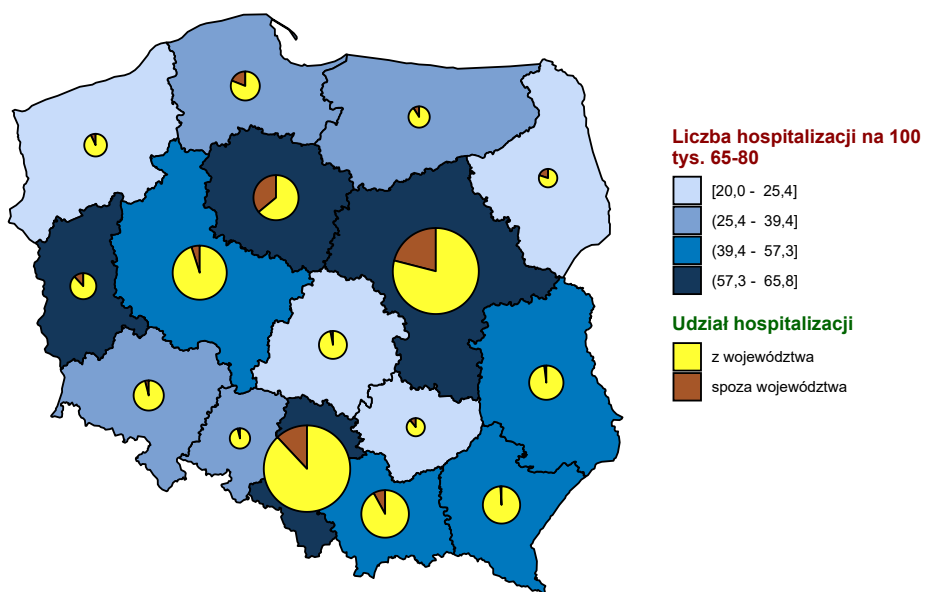 Liczba hospitalizacji na 100
tys. 65-80
[20,0 - 25,4]
(25,4 - 39,4]
(39,4 - 57,3]
(57,3 - 65,8]
Udział hospitalizacji
z województwa
spoza województwa